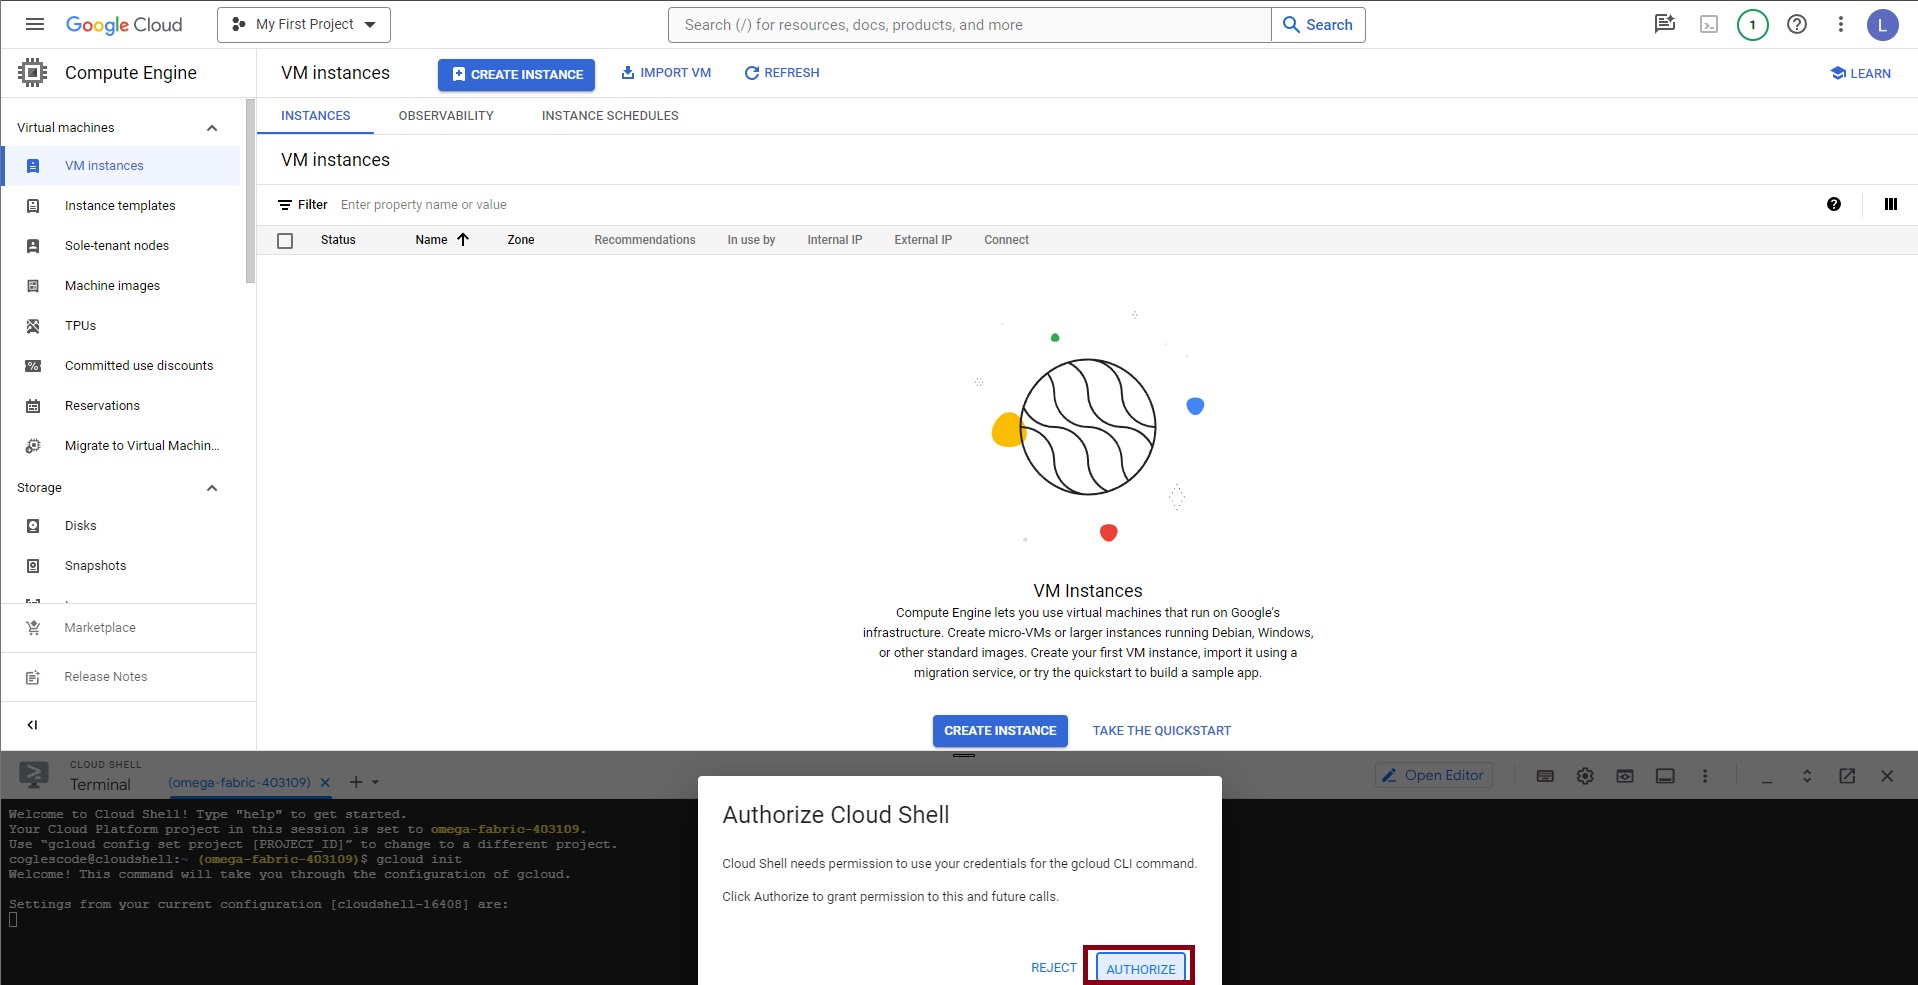 Google Cloud
My First Project
Search (/) for resources, docs, products, and more
Search
1
L
Compute Engine
VM instances
CREATE INSTANCE
IMPORT VM
REFRESH
LEARN
Virtual machines
VM instances
Instance templates
Sole-tenant nodes
Machine images
TPUs
Committed use discounts
Reservations
Migrate to Virtual Machin...
Storage
Disks
Snapshots
Marketplace
Release Notes
INSTANCES OBSERVABILITY INSTANCE SCHEDULES
VM instances
Filter Enter property name or value
Status Name Zone Recommendations In use by Internal IP External IP Connect
VM Instances
Compute Engine lets you use virtual machines that run on Google's
infrastructure. Create micro-VMs or larger instances running Debian, Windows,
or other standard images. Create your first VM instance, import it using a
migration service, or try the quickstart to build a sample app.
CREATE INSTANCE TAKE THE QUICKSTART
CLOUD SHELL
Terminal
(omega-fabric-403109)
Open Editor
Welcome to Cloud Shell! Type "help" to get started.
Your Cloud Platform project in this session is set to omega-fabric-403109.
Use “gcloud config set project [PROJECT_ID]” to change to a different project.
coglescode@cloudshell:~ (omega-fabric-403109)$ gcloud init
Welcome! This command will take you through the configuration of gcloud.
Settings from your current configuration [cloudshell-16408] are:
Authorize Cloud Shell
Cloud Shell needs permission to use your credentials for the gcloud CLI command.
Click Authorize to grant permission to this and future calls.
REJECT AUTHORIZE